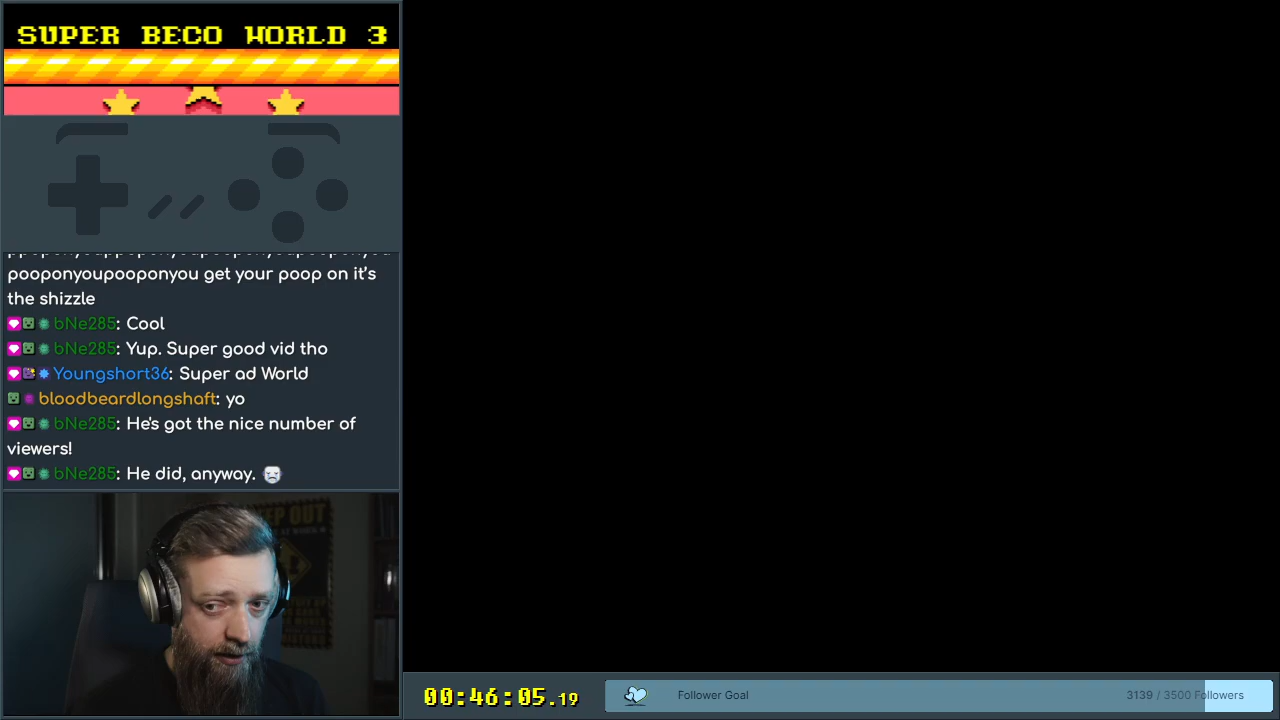 SUPER BECO WORLD 3
pooponyoupooponyou get your poop on it's
the shizzle
bNe285: Cool
bNe285: Yup. Super good vid tho
Youngshort36: Super ad World
bloodbeardlongshaft: yo
bNe285: He's got the nice number of
viewers!
bNe285: He did, anyway.
EEP OUT
00:46:05.19
Follower Goal
3139 / 3500 Followers